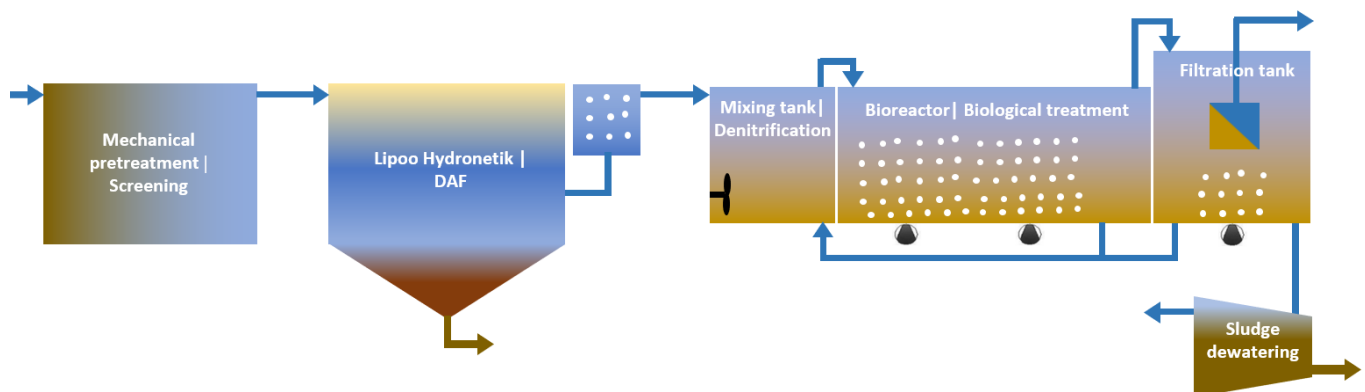 Mechanical
pretreatment |
Screening
Lipoo Hydronetik |
DAF
Mixing tank|
Denitrification
Bioreactor| Biological treatment
Filtration tank
Sludge
dewatering